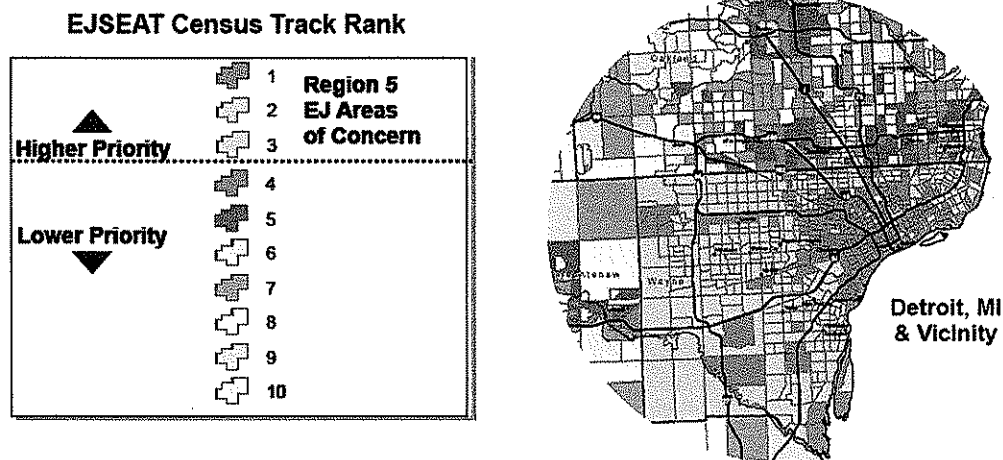 EJSEAT Census Track Rank
1
2
3
Region 5
EJ Areas
of Concern
Higher Priority
4
5
6
7
8
9
10
Lower Priority
Oakland
Wayne
Detroit, MI
& Vicinity